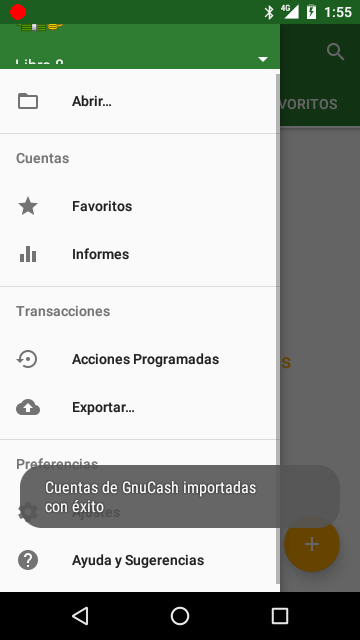 4G 1:55
Libro 8
VORITOS
Abrir...
Cuentas
Favoritos
Informes
Transacciones
S
Acciones Programadas
Exportar...
Preferencias
Cuentas de GnuCash importadas
con éxito
Ajustes
Ayuda y Sugerencias